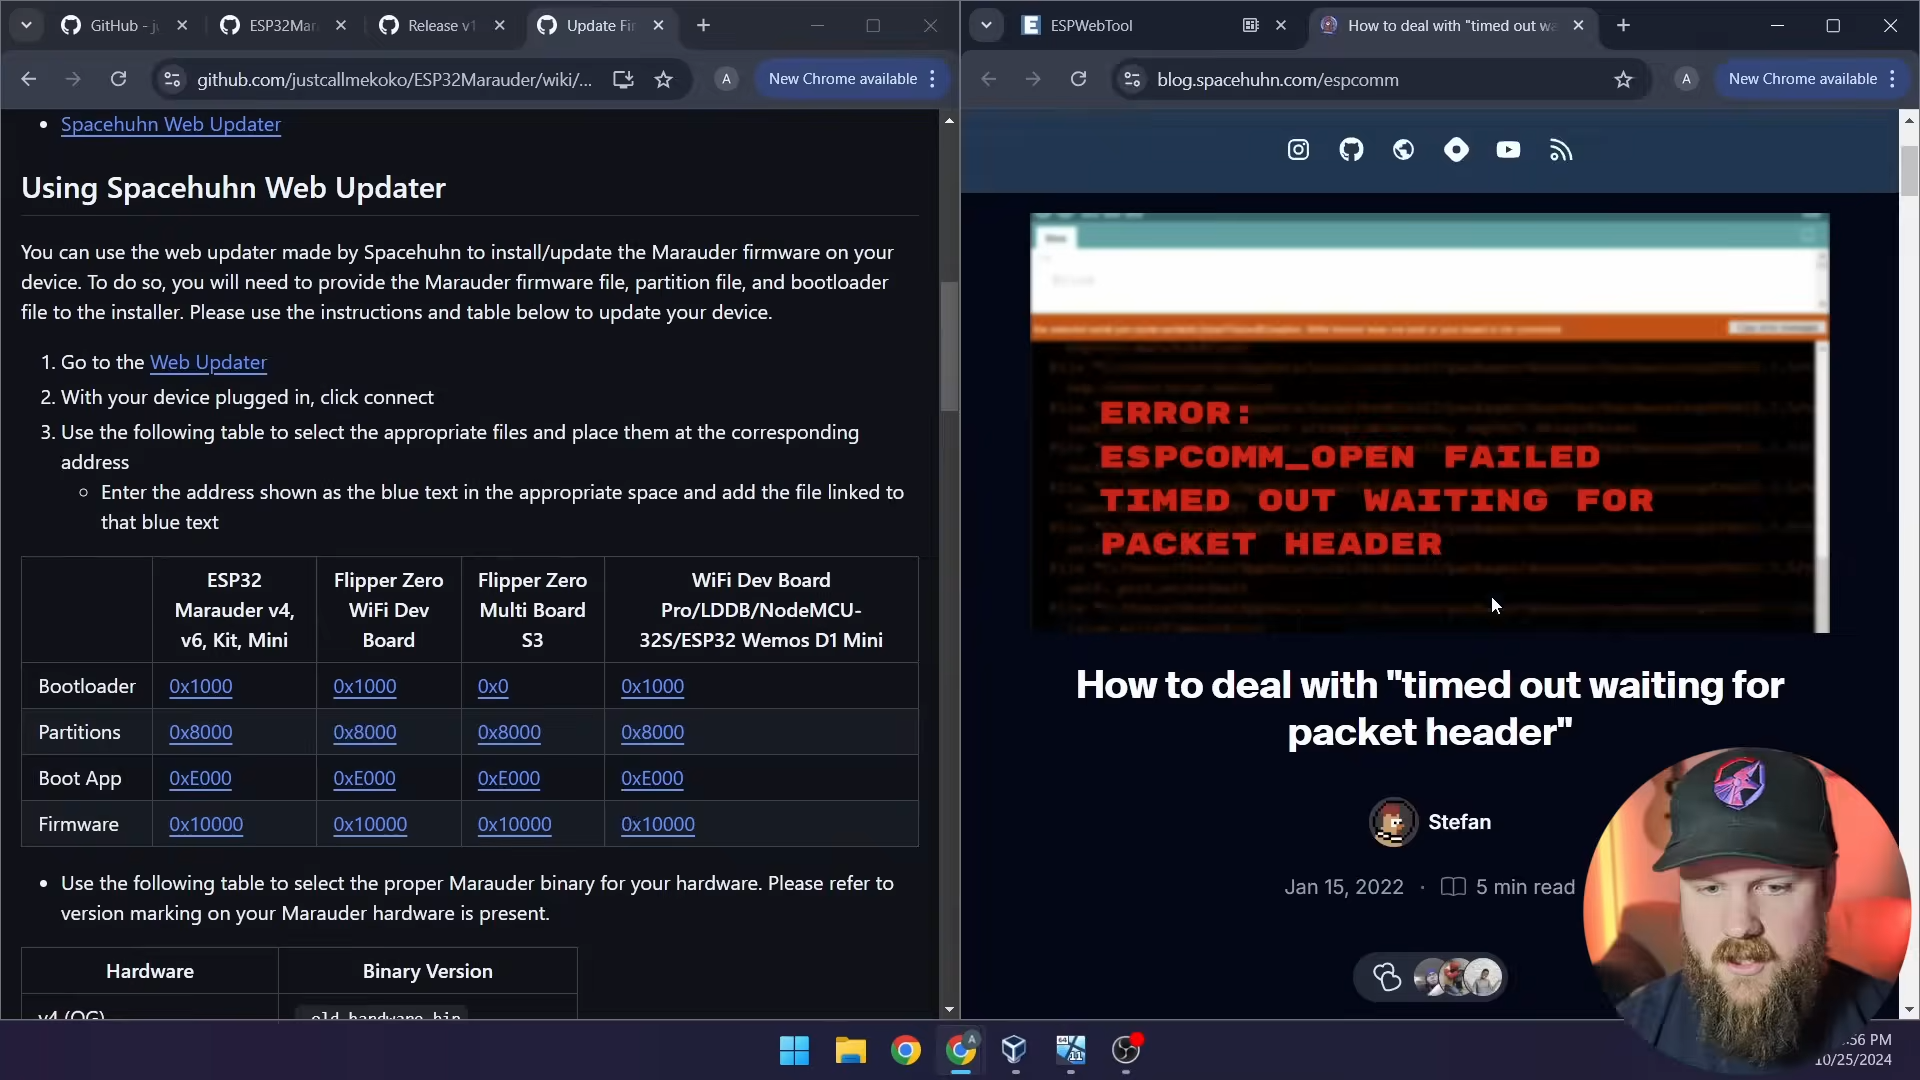 GitHub - j
ESP32Mar
Release v1
Update Fi
github.com/justcallmekoko/ESP32Marauder/wiki/...
A
New Chrome available
Spacehuhn Web Updater
Using Spacehuhn Web Updater
You can use the web updater made by Spacehuhn to install/update the Marauder firmware on your
device. To do so, you will need to provide the Marauder firmware file, partition file, and bootloader
file to the installer. Please use the instructions and table below to update your device.
1. Go to the Web Updater
2. With your device plugged in, click connect
3. Use the following table to select the appropriate files and place them at the corresponding
address
Enter the address shown as the blue text in the appropriate space and add the file linked to
that blue text
ESP32 Flipper Zero Flipper Zero WiFi Dev Board
Marauder v4, WiFi Dev Multi Board Pro/LDDB/NodeMCU-
v6, Kit, Mini Board S3 32S/ESP32 Wemos D1 Mini
Bootloader 0x1000 0x1000 0x0 0x1000
Partitions 0x8000 0x8000 0x8000 0x8000
Boot App 0xE000 0xE000 0xE000 0xE000
Firmware 0x10000 0x10000 0x10000 0x10000
Use the following table to select the proper Marauder binary for your hardware. Please refer to
version marking on your Marauder hardware is present.
Hardware Binary Version
v4 (OG) old_hardware.bin
E ESPWebTool
How to deal with "timed out wa
blog.spacehuhn.com/espcomm
A
New Chrome available
ERROR:
ESPCOMM_OPEN FAILED
TIMED OUT WAITING FOR
PACKET HEADER
How to deal with "timed out waiting for
packet header"
Stefan
Jan 15, 2022 · 5 min read
A
64
:56 PM
10/25/2024